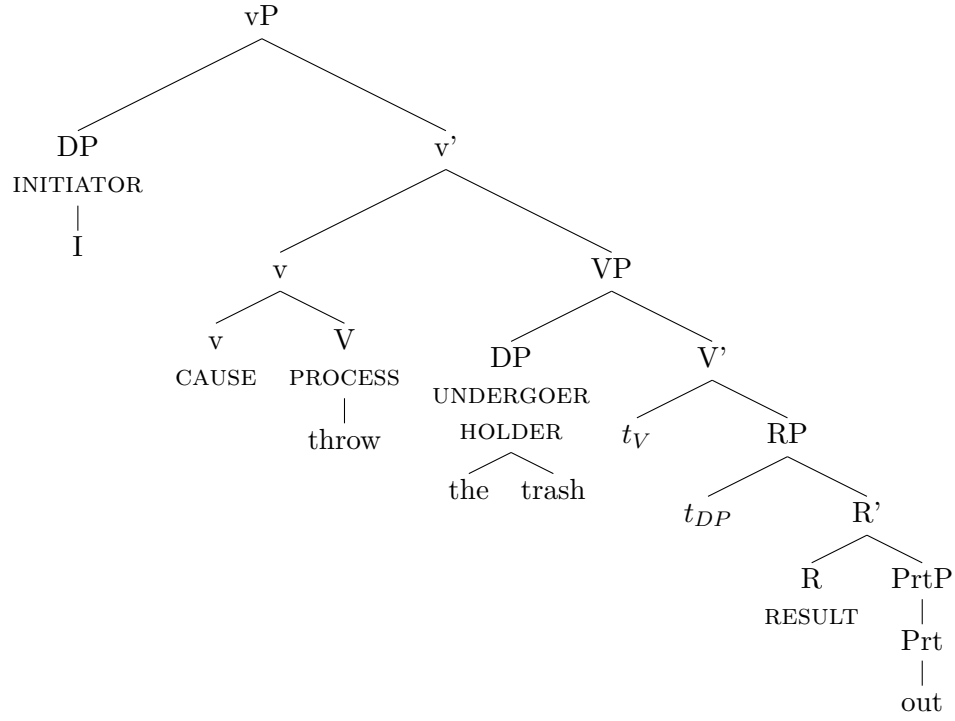 vP
DP v’
INITIATOR
I
v VP
v V DP V’
CAUSE PROCESS UNDERGOER
HOLDER
throw t_V RP
the trash t_DP R’
R PrtP
RESULT
Prt
out